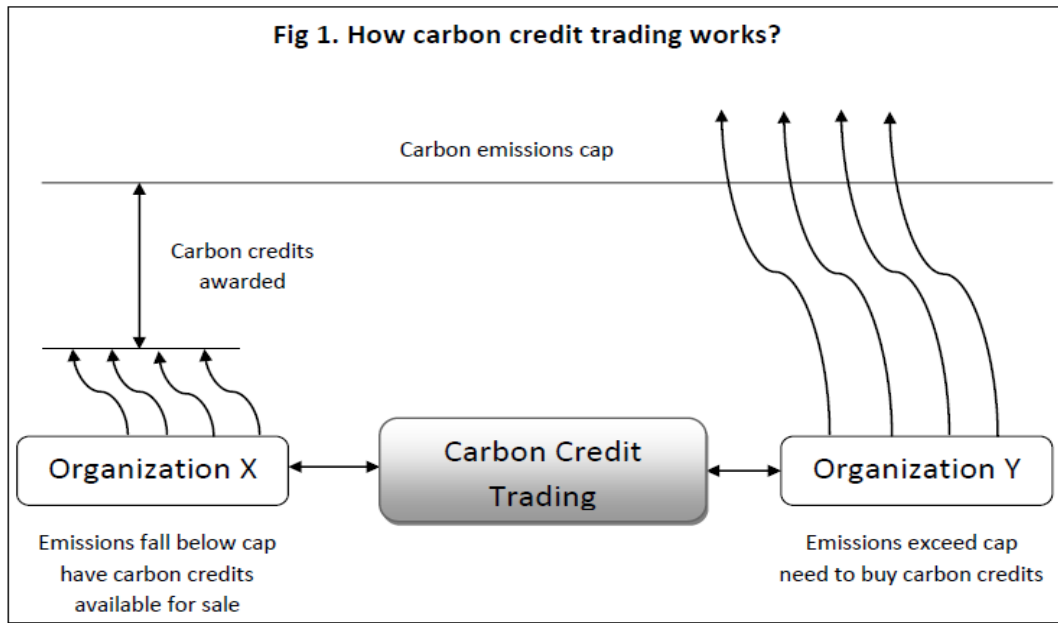 Fig 1. How carbon credit trading works?
Carbon emissions cap
Carbon credits
awarded
Organization X
Carbon Credit
Trading
Organization Y
Emissions fall below cap
have carbon credits
available for sale
Emissions exceed cap
need to buy carbon credits